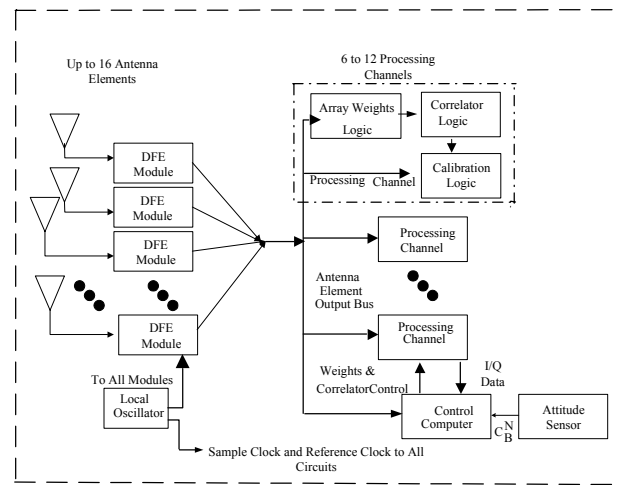 Up to 16 Antenna
Elements
6 to 12 Processing
Channels
Array Weights
Logic
Correlator
Logic
Calibration
Logic
Processing Channel
DFE
Module
DFE
Module
DFE
Module
DFE
Module
Processing
Channel
Antenna
Element
Output Bus
Processing
Channel
Weights &
CorrelatorControl
I/Q
Data
To All Modules
Local
Oscillator
Control
Computer
C N B
Attitude
Sensor
Sample Clock and Reference Clock to All
Circuits